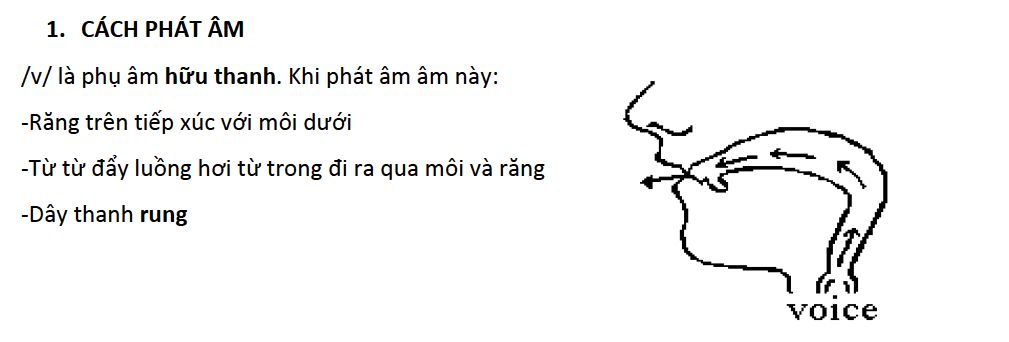 1. CÁCH PHÁT ÂM
/v/ là phụ âm hữu thanh. Khi phát âm âm này:
-Răng trên tiếp xúc với môi dưới
-Từ từ đẩy luồng hơi từ trong đi ra qua môi và răng
-Dây thanh rung
voice